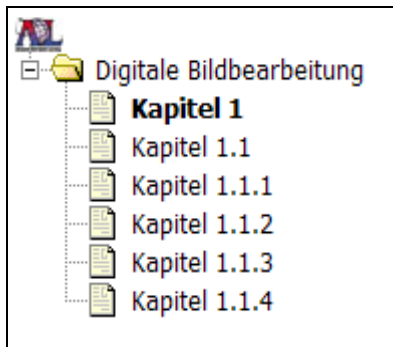 ADL
Digitale Bildbearbeitung
Kapitel 1
Kapitel 1.1
Kapitel 1.1.1
Kapitel 1.1.2
Kapitel 1.1.3
Kapitel 1.1.4